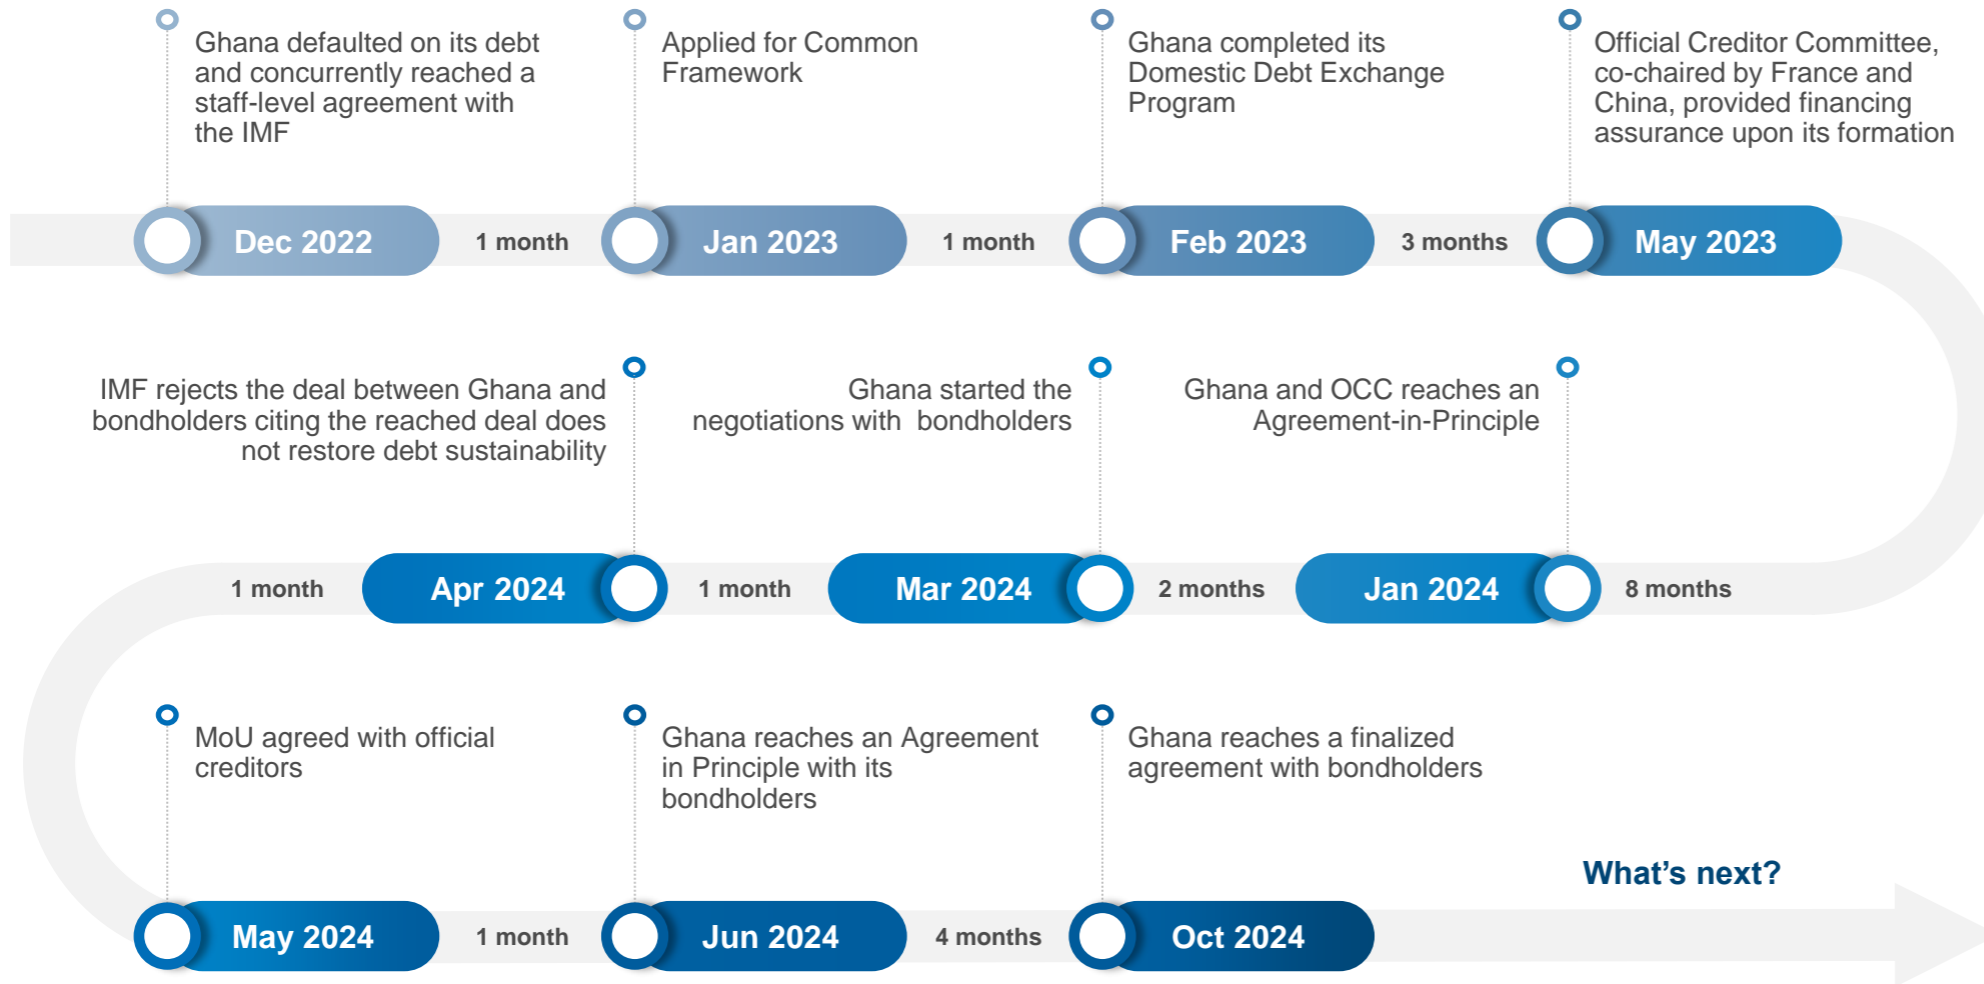 Ghana defaulted on its debt
and concurrently reached a
staff-level agreement with
the IMF
Applied for Common
Framework
Ghana completed its
Domestic Debt Exchange
Program
Official Creditor Committee,
co-chaired by France and
China, provided financing
assurance upon its formation
Dec 2022
1 month
Jan 2023
1 month
Feb 2023
3 months
May 2023
IMF rejects the deal between Ghana and
bondholders citing the reached deal does
not restore debt sustainability
Ghana started the
negotiations with bondholders
Ghana and OCC reaches an
Agreement-in-Principle
1 month
Apr 2024
1 month
Mar 2024
2 months
Jan 2024
8 months
MoU agreed with official
creditors
Ghana reaches an Agreement
in Principle with its
bondholders
Ghana reaches a finalized
agreement with bondholders
What's next?
May 2024
1 month
Jun 2024
4 months
Oct 2024